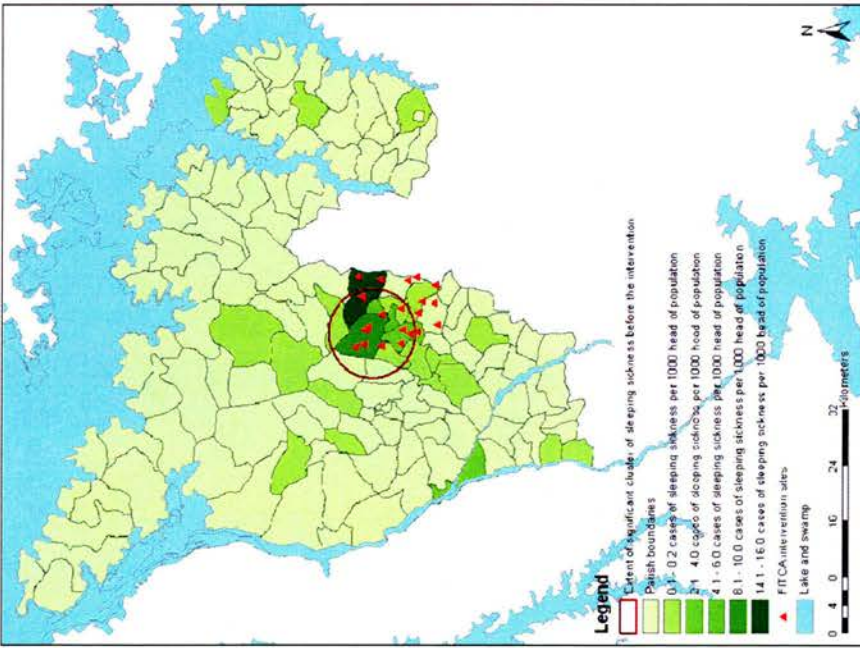 N
Legend
Extent of significant cluster of sleeping sickness before the intervention
Parish boundaries
0.1 - 0.2 cases of sleeping sickness per 1000 head of population
2.1 - 4.0 cases of sleeping sickness per 1000 head of population
4.1 - 6.0 cases of sleeping sickness per 1000 head of population
8.1 - 10.0 cases of sleeping sickness per 1000 head of population
14.1 - 16.0 cases of sleeping sickness per 1000 head of population
FITCA intervention sites
Lake and swamp
0 4 8 16 24 32
Kilometers